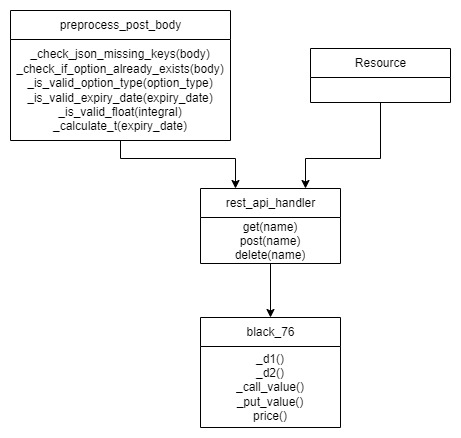 preprocess_post_body
_check_json_missing_keys(body)
_check_if_option_already_exists(body)
_is_valid_option_type(option_type)
_is_valid_expiry_date(expiry_date)
_is_valid_float(integral)
_calculate_t(expiry_date)
Resource
rest_api_handler
get(name)
post(name)
delete(name)
black_76
_d1()
_d2()
_call_value()
_put_value()
price()